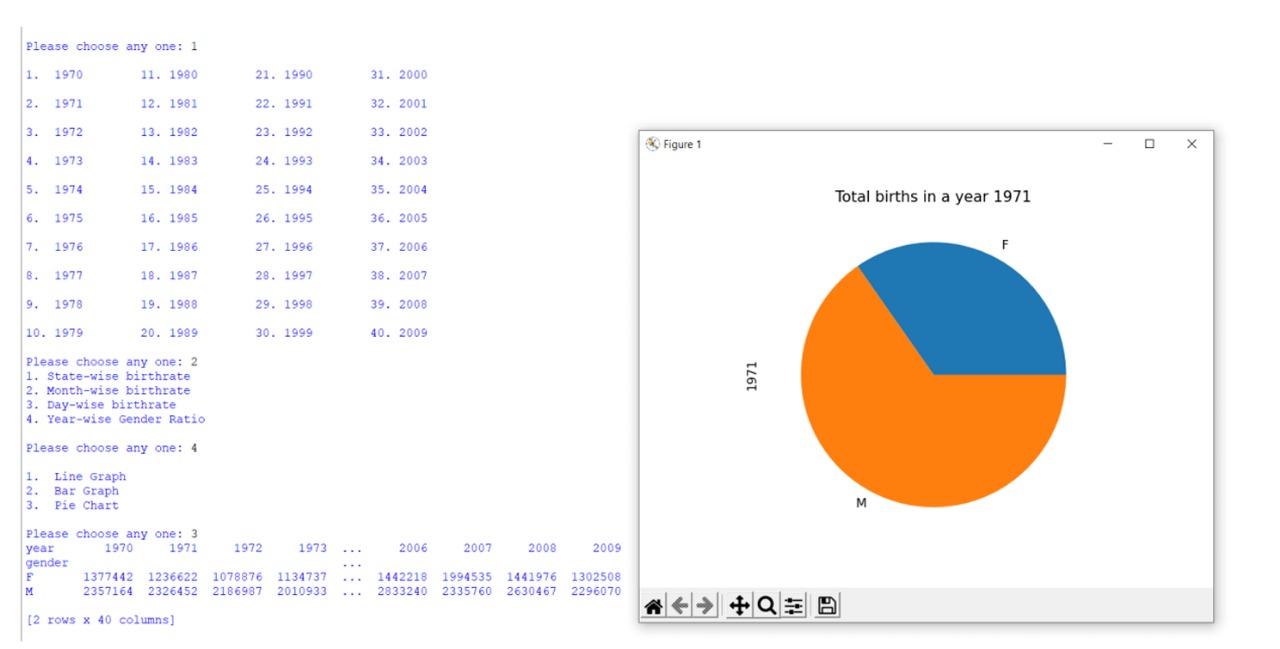 Please choose any one: 1
1. 1970 11. 1980 21. 1990 31. 2000
2. 1971 12. 1981 22. 1991 32. 2001
3. 1972 13. 1982 23. 1992 33. 2002
4. 1973 14. 1983 24. 1993 34. 2003
5. 1974 15. 1984 25. 1994 35. 2004
6. 1975 16. 1985 26. 1995 36. 2005
7. 1976 17. 1986 27. 1996 37. 2006
8. 1977 18. 1987 28. 1997 38. 2007
9. 1978 19. 1988 29. 1998 39. 2008
10. 1979 20. 1989 30. 1999 40. 2009
Please choose any one: 2
1. State-wise birthrate
2. Month-wise birthrate
3. Day-wise birthrate
4. Year-wise Gender Ratio
Please choose any one: 4
1. Line Graph
2. Bar Graph
3. Pie Chart
Please choose any one: 3
year 1970 1971 1972 1973 ... 2006 2007 2008 2009
gender ...
F 1377442 1236622 1078876 1134737 ... 1442218 1994535 1441976 1302508
M 2357164 2326452 2186987 2010933 ... 2833240 2335760 2630467 2296070
[2 rows x 40 columns]
Figure 1
Total births in a year 1971
F
1971
M